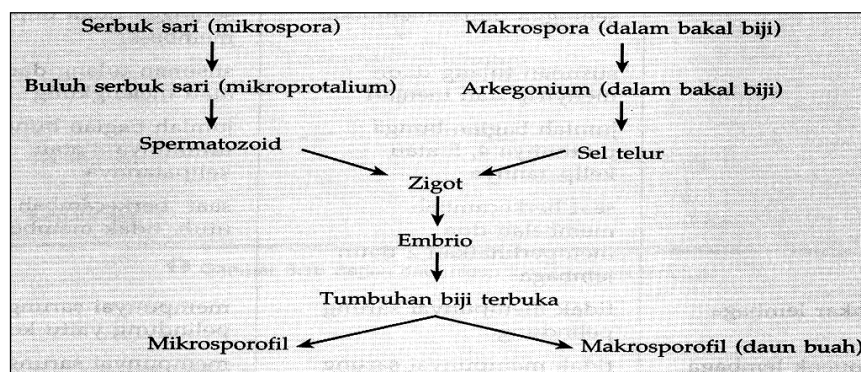 Serbuk sari (mikrospora)
Makrospora (dalam bakal biji)
Buluh serbuk sari (mikroprotalium)
Arkegonium (dalam bakal biji)
Spermatozoid
Sel telur
Zigot
Embrio
Tumbuhan biji terbuka
Mikrosporofil
Makrosporofil (daun buah)